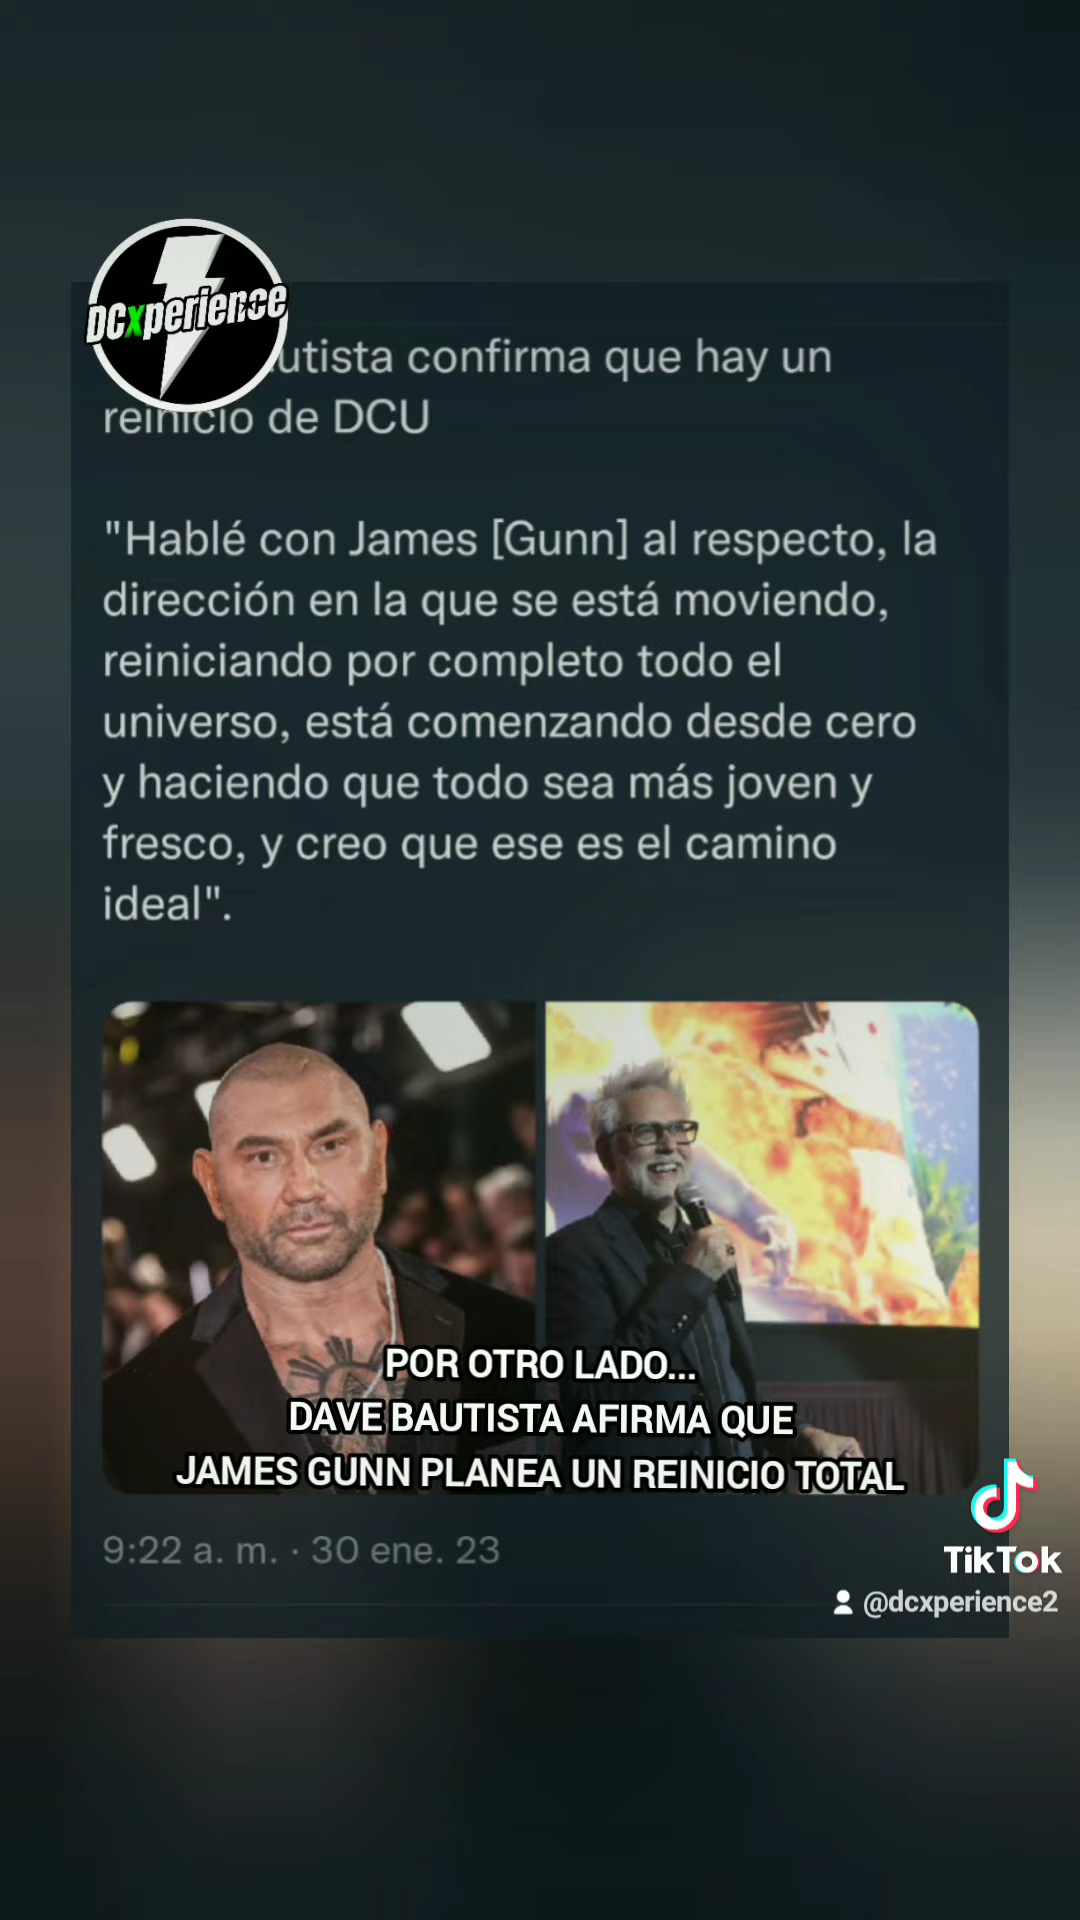 DCxperience
utista confirma que hay un
reinicio de DCU
"Hablé con James [Gunn] al respecto, la
dirección en la que se está moviendo,
reiniciando por completo todo el
universo, está comenzando desde cero
y haciendo que todo sea más joven y
fresco, y creo que ese es el camino
ideal".
POR OTRO LADO...
DAVE BAUTISTA AFIRMA QUE
JAMES GUNN PLANEA UN REINICIO TOTAL
9:22 a. m. · 30 ene. 23
TikTok
@dcxperience2